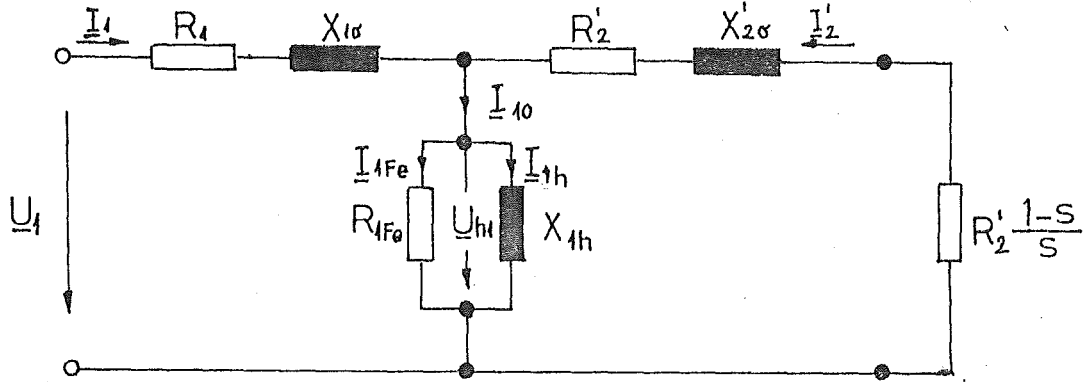 I1
R1
X1σ
R'2
X'2σ
I'2
I10
I1Fe
I1h
U1
R1Fe
Uh1
X1h
R'2 1-S/S